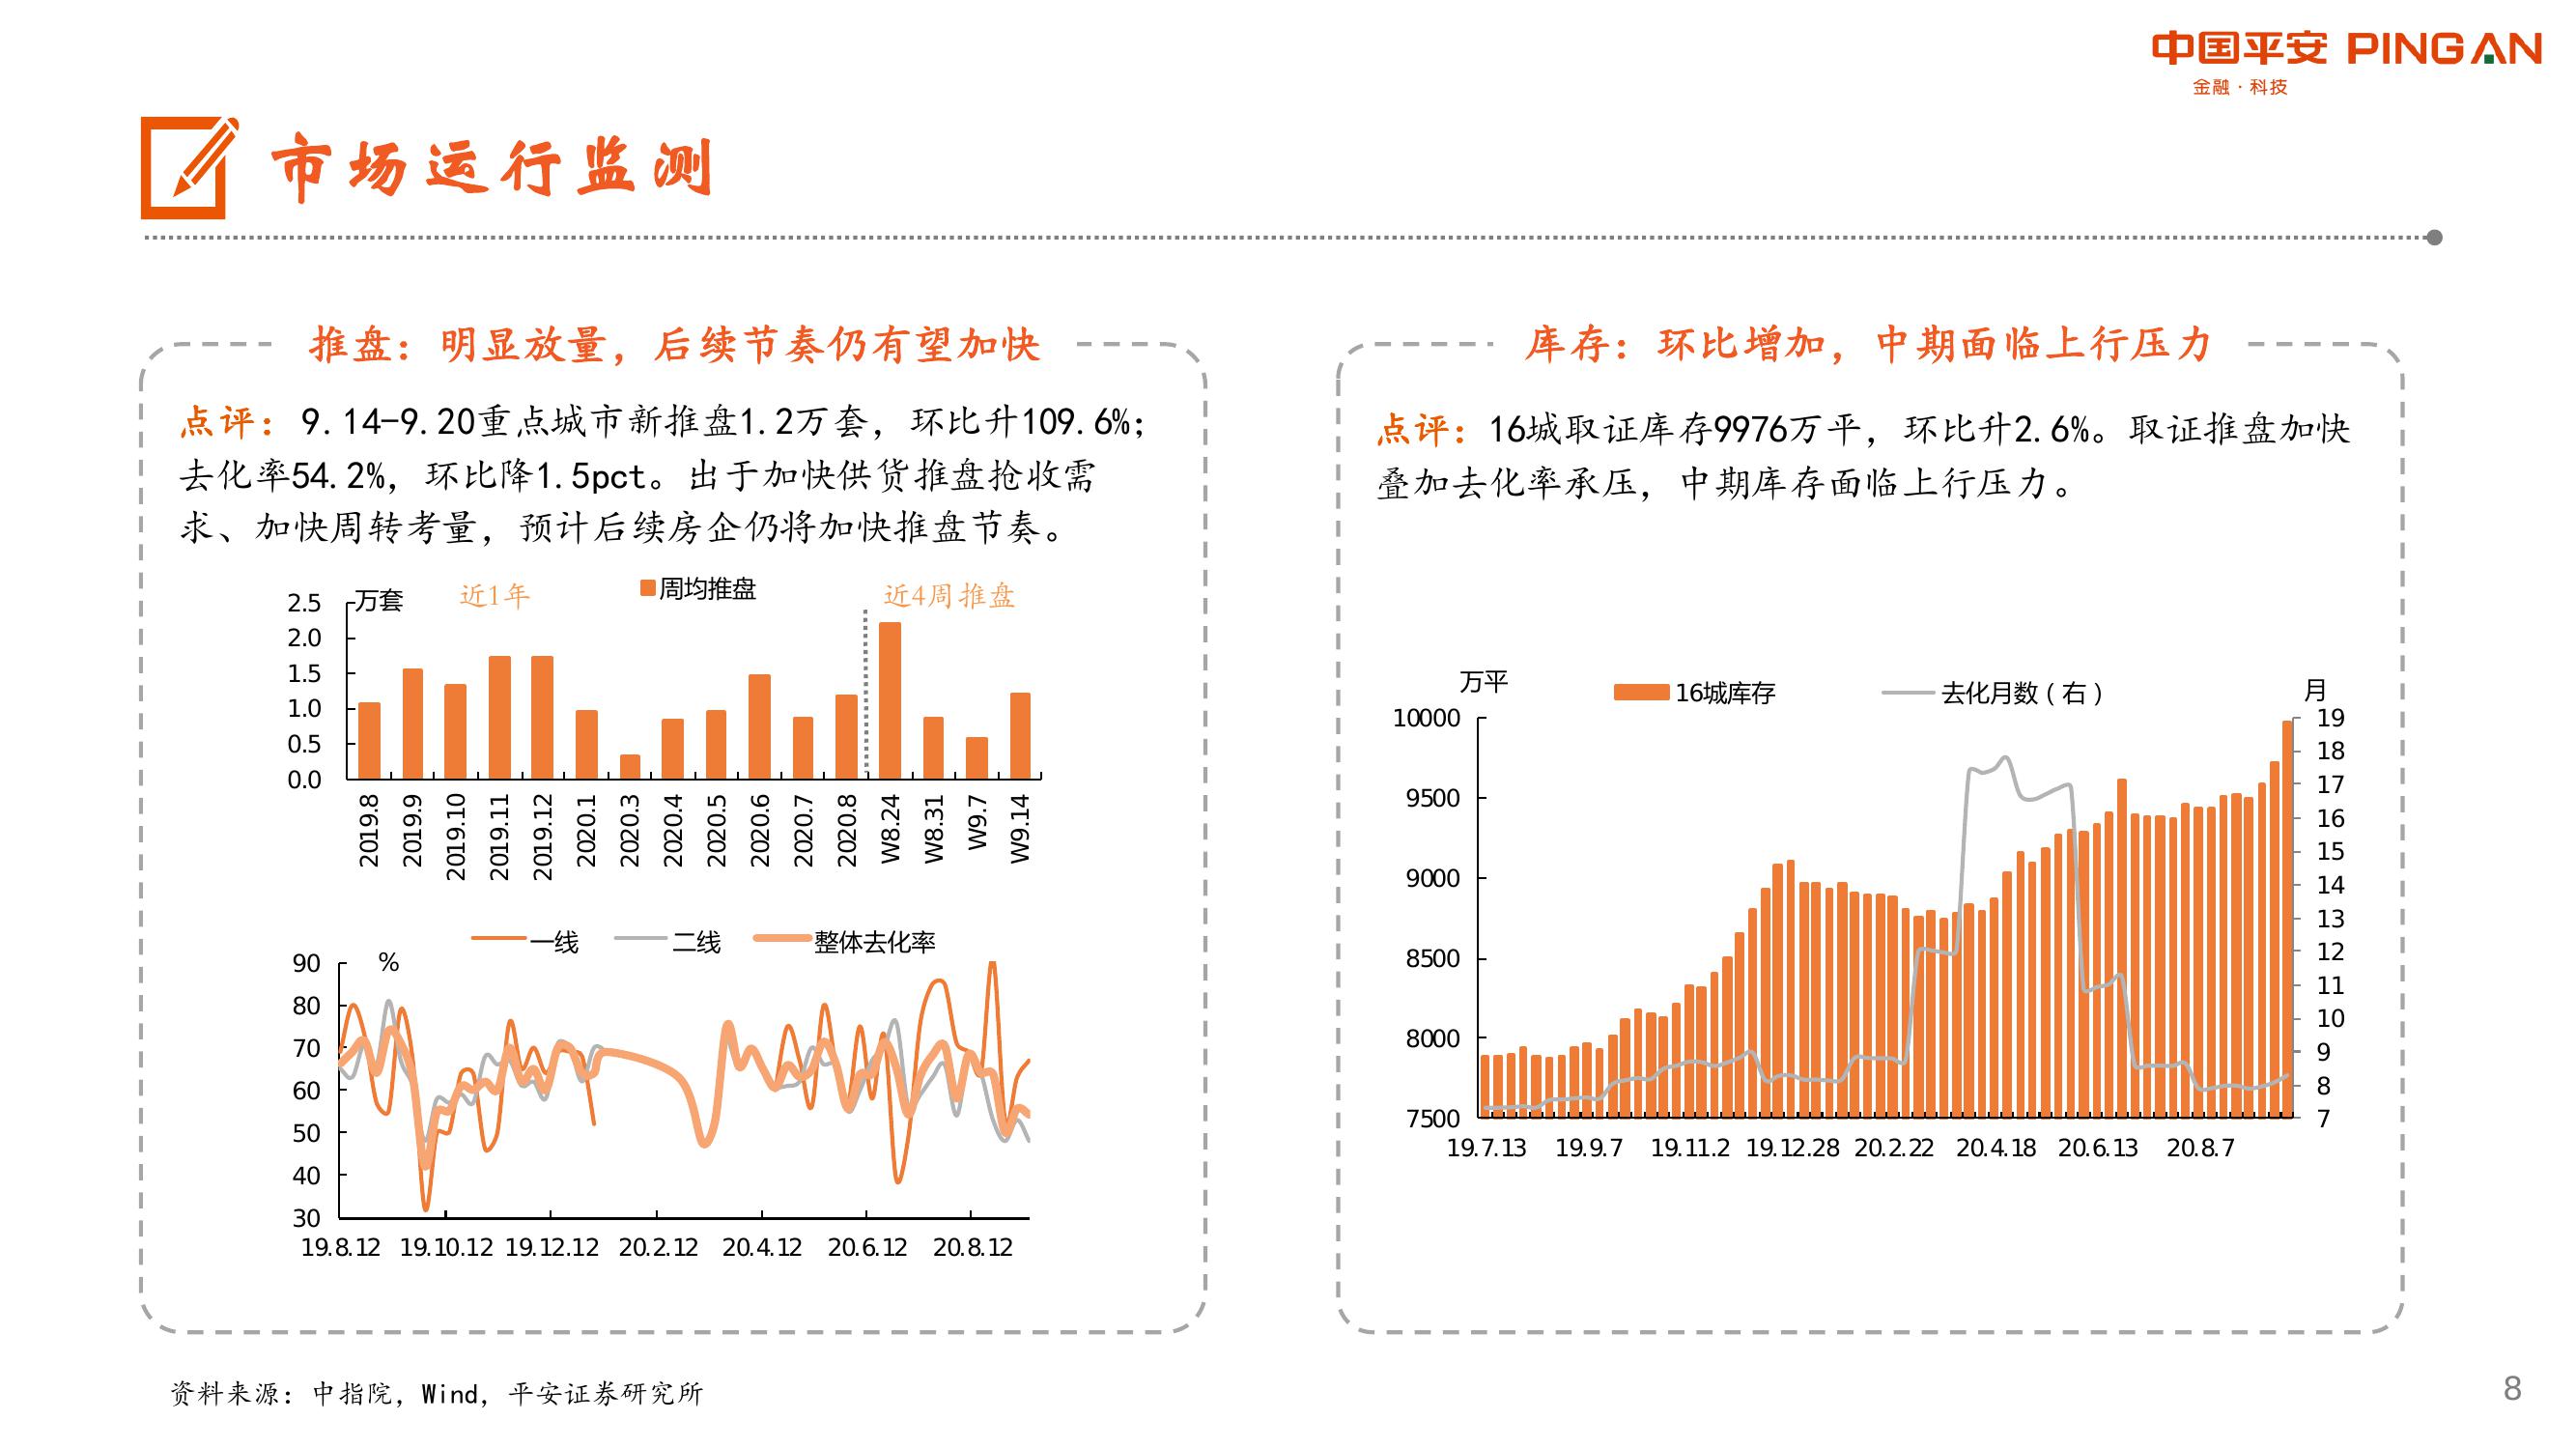 中国平安 PINGAN
金融·科技
市场运行监测
推盘：明显放量，后续节奏仍有望加快
点评：9.14-9.20重点城市新推盘1.2万套，环比升109.6%；
去化率54.2%，环比降1.5pct。出于加快供货推盘抢收需
求、加快周转考量，预计后续房企仍将加快推盘节奏。
万套
近1年
周均推盘
近4周推盘
2.5
2.0
1.5
1.0
0.5
0.0
2019.8
2019.9
2019.10
2019.11
2019.12
2020.1
2020.3
2020.4
2020.5
2020.6
2020.7
2020.8
W8.24
W8.31
W9.7
W9.14
一线
二线
整体去化率
%
90
80
70
60
50
40
30
19.8.12 19.10.12 19.12.12 20.2.12 20.4.12 20.6.12 20.8.12
库存：环比增加，中期面临上行压力
点评：16城取证库存9976万平，环比升2.6%。取证推盘加快
叠加去化率承压，中期库存面临上行压力。
万平
16城库存
去化月数（右）
月
10000
9500
9000
8500
8000
7500
19
18
17
16
15
14
13
12
11
10
9
8
7
19.7.13 19.9.7 19.11.2 19.12.28 20.2.22 20.4.18 20.6.13 20.8.7
资料来源：中指院，Wind，平安证券研究所
8